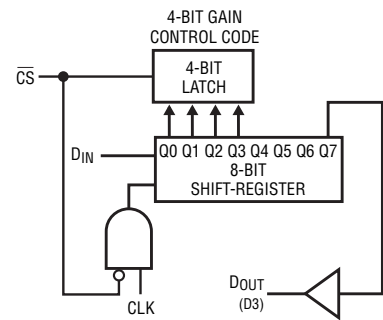 4-BIT GAIN
CONTROL CODE
CS
4-BIT
LATCH
DIN
Q0 Q1 Q2 Q3 Q4 Q5 Q6 Q7
8-BIT
SHIFT-REGISTER
CLK
DOUT
(D3)